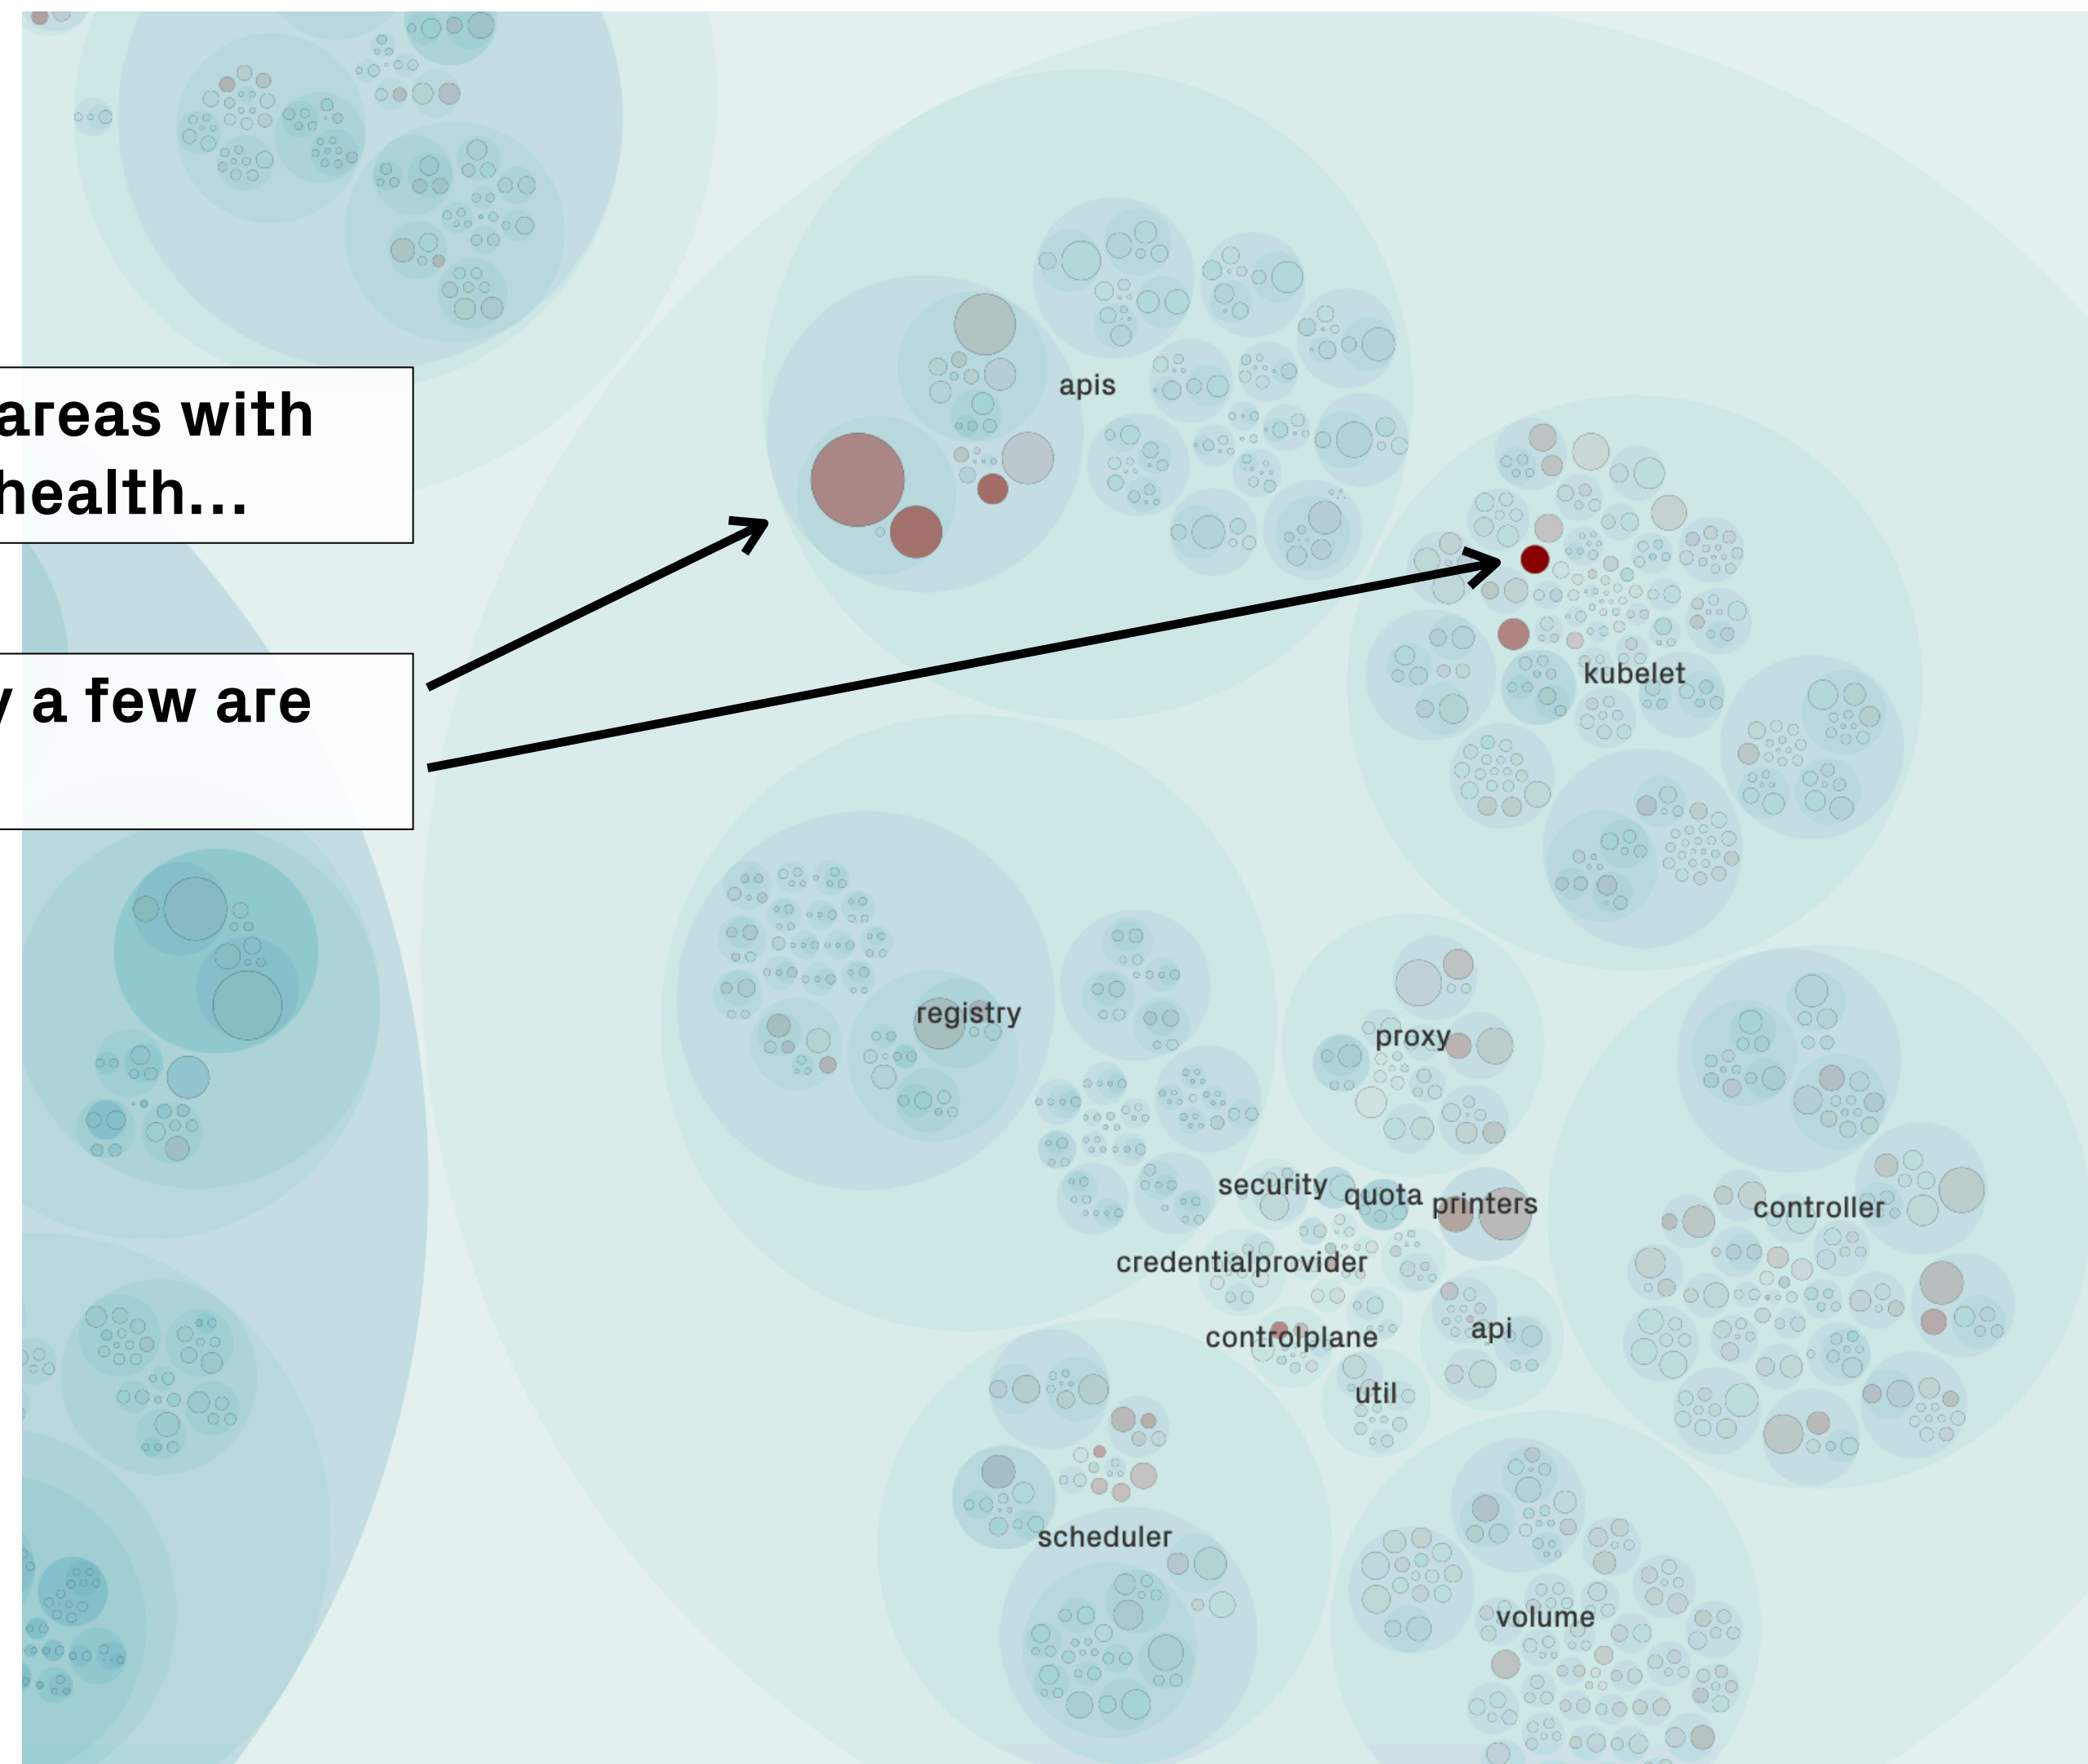 areas with
health...
a few are
apis
kubelet
registry
proxy
security
quota
printers
controller
credentialprovider
controlplane
api
util
scheduler
volume